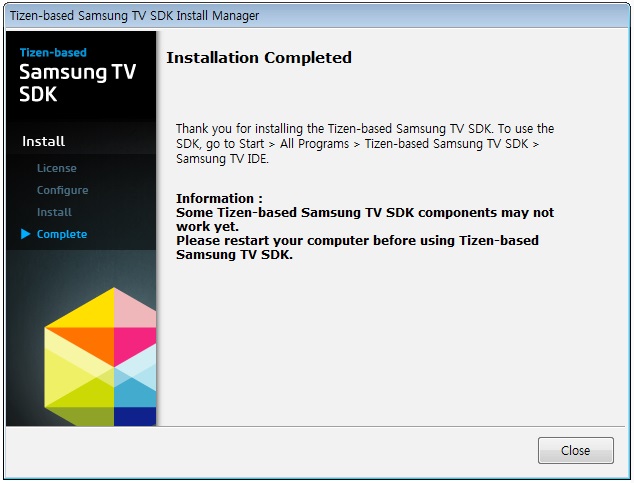 Tizen-based Samsung TV SDK Install Manager
Tizen-based
Samsung TV
SDK
Install
License
Configure
Install
Complete
Installation Completed
Thank you for installing the Tizen-based Samsung TV SDK. To use the
SDK, go to Start > All Programs > Tizen-based Samsung TV SDK >
Samsung TV IDE.
Information :
Some Tizen-based Samsung TV SDK components may not
work yet.
Please restart your computer before using Tizen-based
Samsung TV SDK.
Close